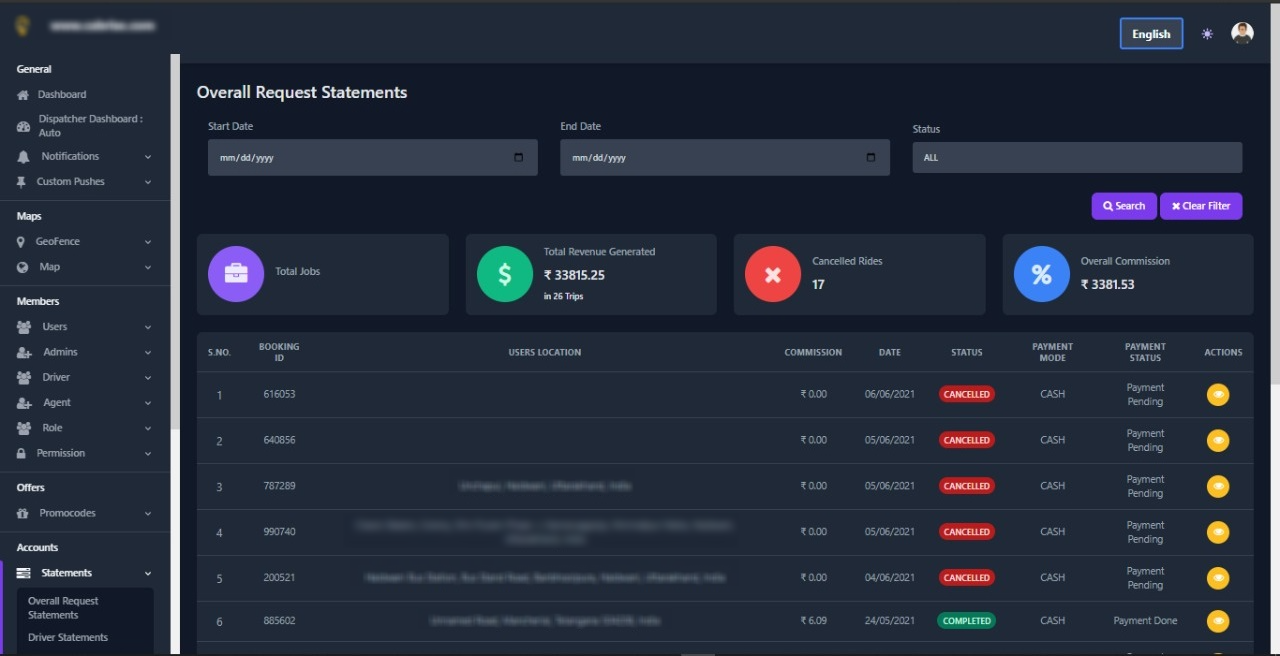 English
General
Dashboard
Dispatcher Dashboard :
Auto
Notifications
Custom Pushes
Maps
GeoFence
Map
Members
Users
Admins
Driver
Agent
Role
Permission
Offers
Promocodes
Accounts
Statements
Overall Request
Statements
Driver Statements
Overall Request Statements
Start Date
End Date
Status
mm/dd/yyyy
mm/dd/yyyy
ALL
Search
Clear Filter
Total Jobs
Total Revenue Generated
₹ 33815.25
in 26 Trips
Cancelled Rides
17
Overall Commission
₹ 3381.53
S.NO. BOOKING ID USERS LOCATION COMMISSION DATE STATUS PAYMENT MODE PAYMENT STATUS ACTIONS
1 616053 ₹ 0.00 06/06/2021 CANCELLED CASH Payment Pending
2 640856 ₹ 0.00 05/06/2021 CANCELLED CASH Payment Pending
3 787289 ₹ 0.00 05/06/2021 CANCELLED CASH Payment Pending
4 990740 ₹ 0.00 05/06/2021 CANCELLED CASH Payment Pending
5 200521 ₹ 0.00 04/06/2021 CANCELLED CASH Payment Pending
6 885602 ₹ 6.09 24/05/2021 COMPLETED CASH Payment Done